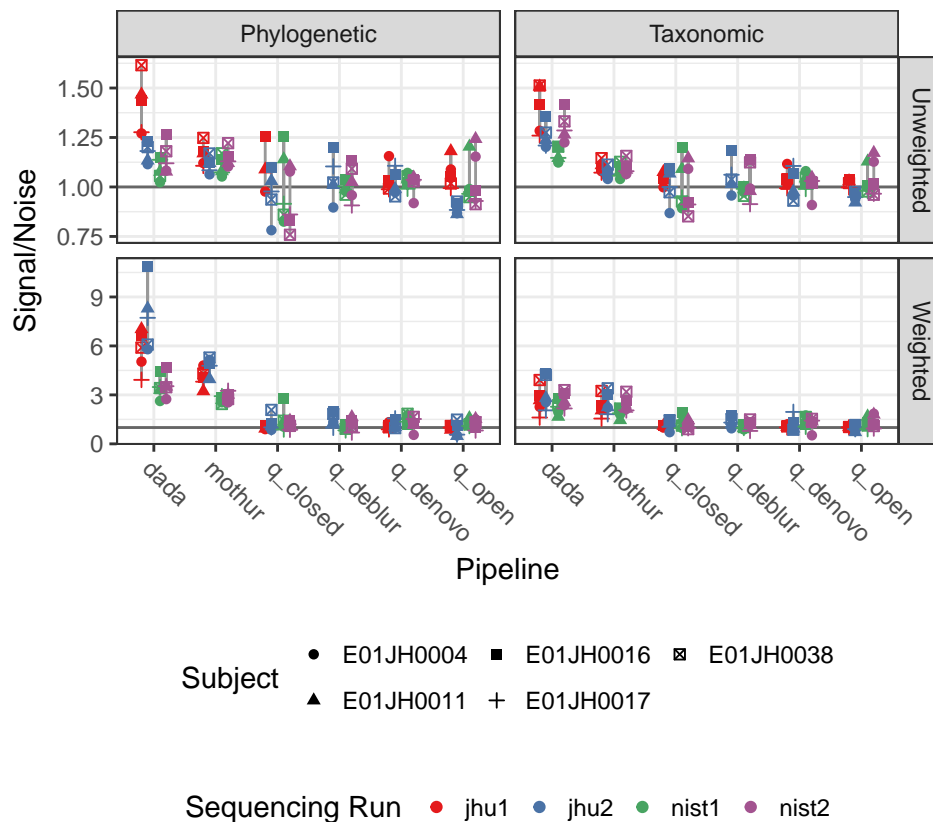 Phylogenetic Taxonomic
Signal/Noise
1.50
1.25
1.00
0.75
Unweighted
9
6
3
0
Weighted
dada mothur q_closed q_deblur q_denovo q_open dada mothur q_closed q_deblur q_denovo q_open
Pipeline
Subject
E01JH0004 E01JH0016 E01JH0038
E01JH0011 E01JH0017
Sequencing Run jhu1 jhu2 nist1 nist2